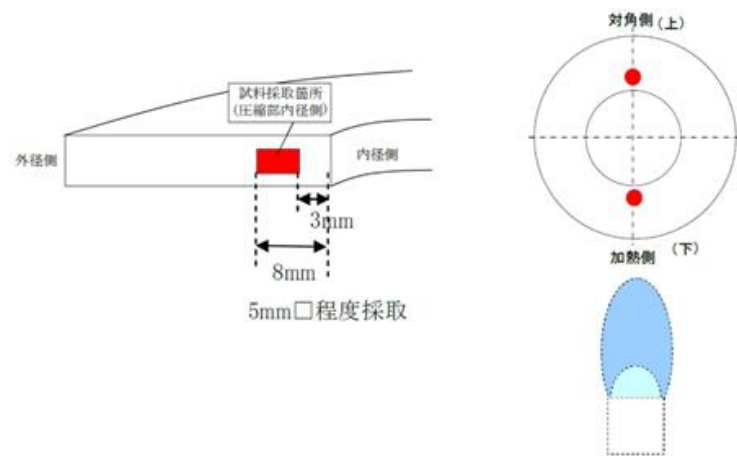 試料採取箇所
(圧縮部内径側)
外径側
内径側
3mm
8mm
5mm□程度採取
対角側(上)
(下)
加熱側